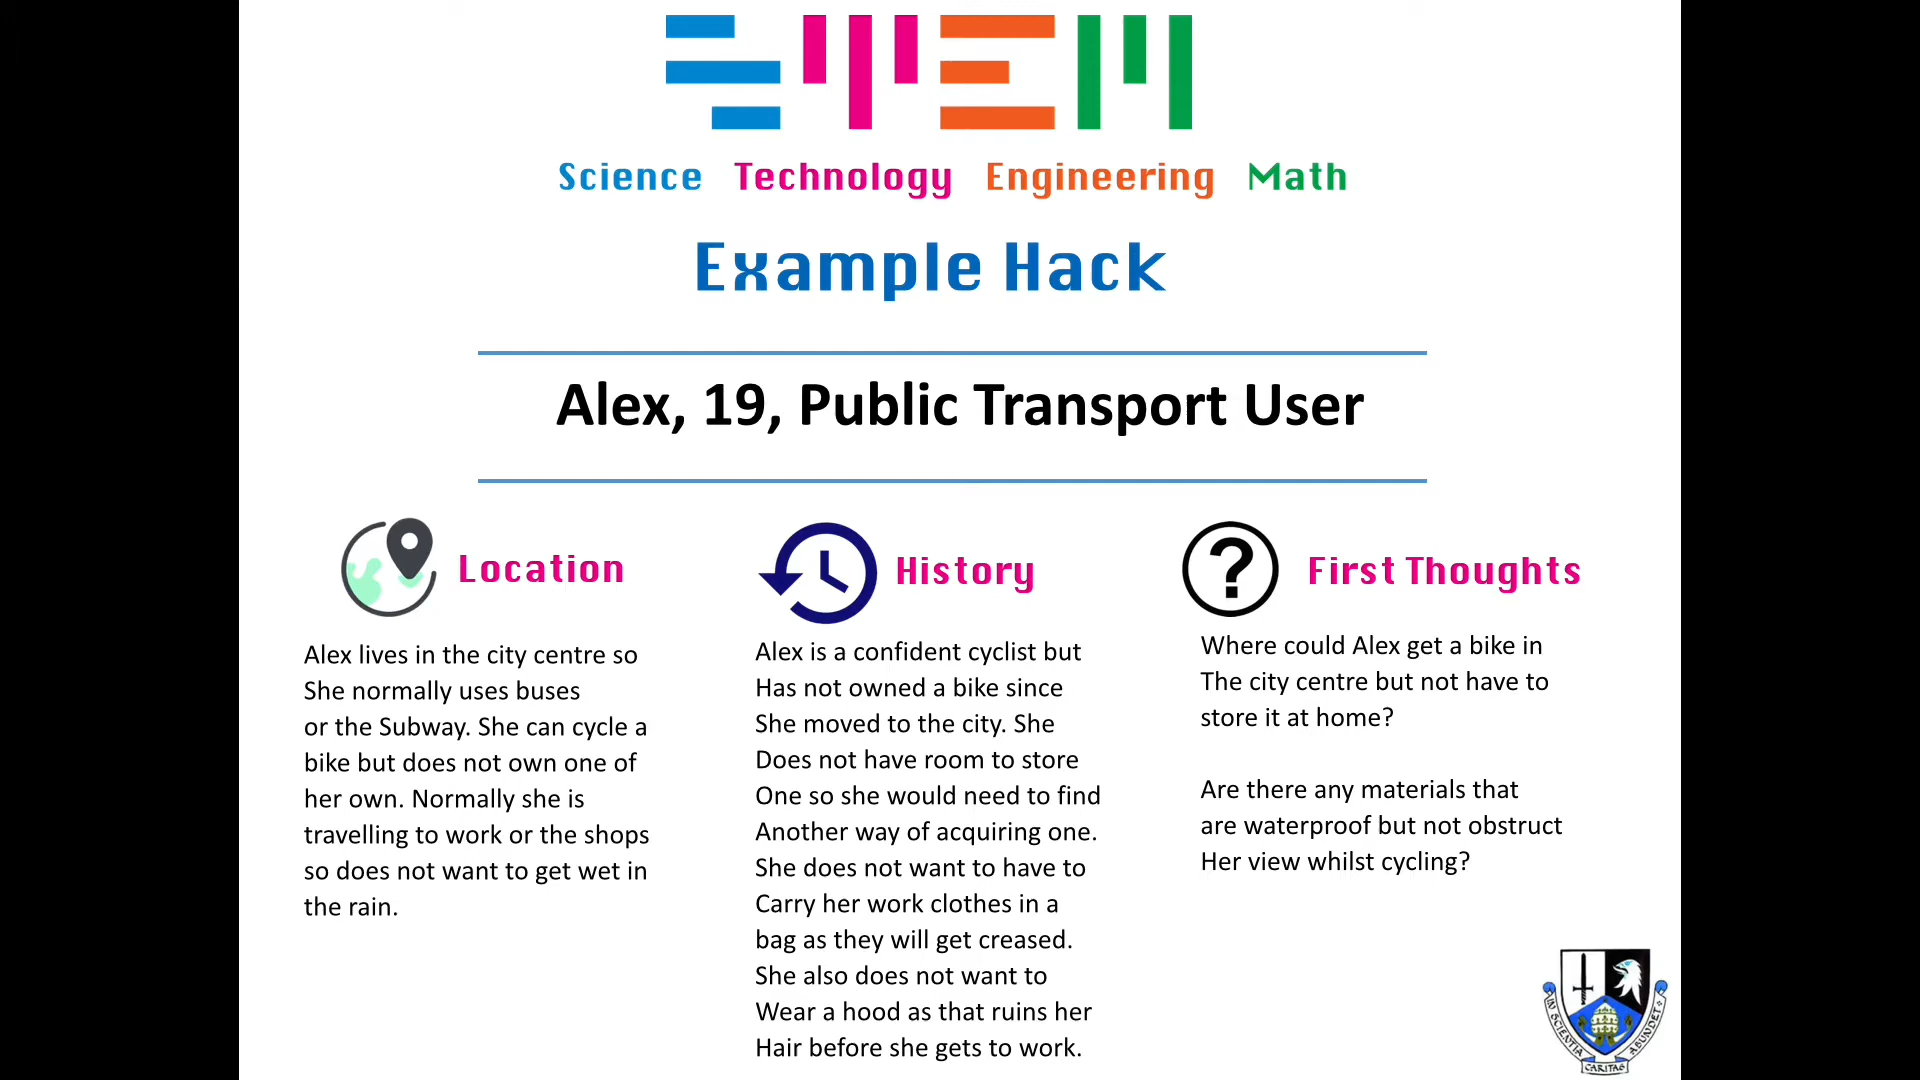 STEM
Science Technology Engineering Math
Example Hack
Alex, 19, Public Transport User
Location
Alex lives in the city centre so
She normally uses buses
or the Subway. She can cycle a
bike but does not own one of
her own. Normally she is
travelling to work or the shops
so does not want to get wet in
the rain.
History
Alex is a confident cyclist but
Has not owned a bike since
She moved to the city. She
Does not have room to store
One so she would need to find
Another way of acquiring one.
She does not want to have to
Carry her work clothes in a
bag as they will get creased.
She also does not want to
Wear a hood as that ruins her
Hair before she gets to work.
?
First Thoughts
Where could Alex get a bike in
The city centre but not have to
store it at home?
Are there any materials that
are waterproof but not obstruct
Her view whilst cycling?
IN SCIENTIA CARITAS ABUNDET